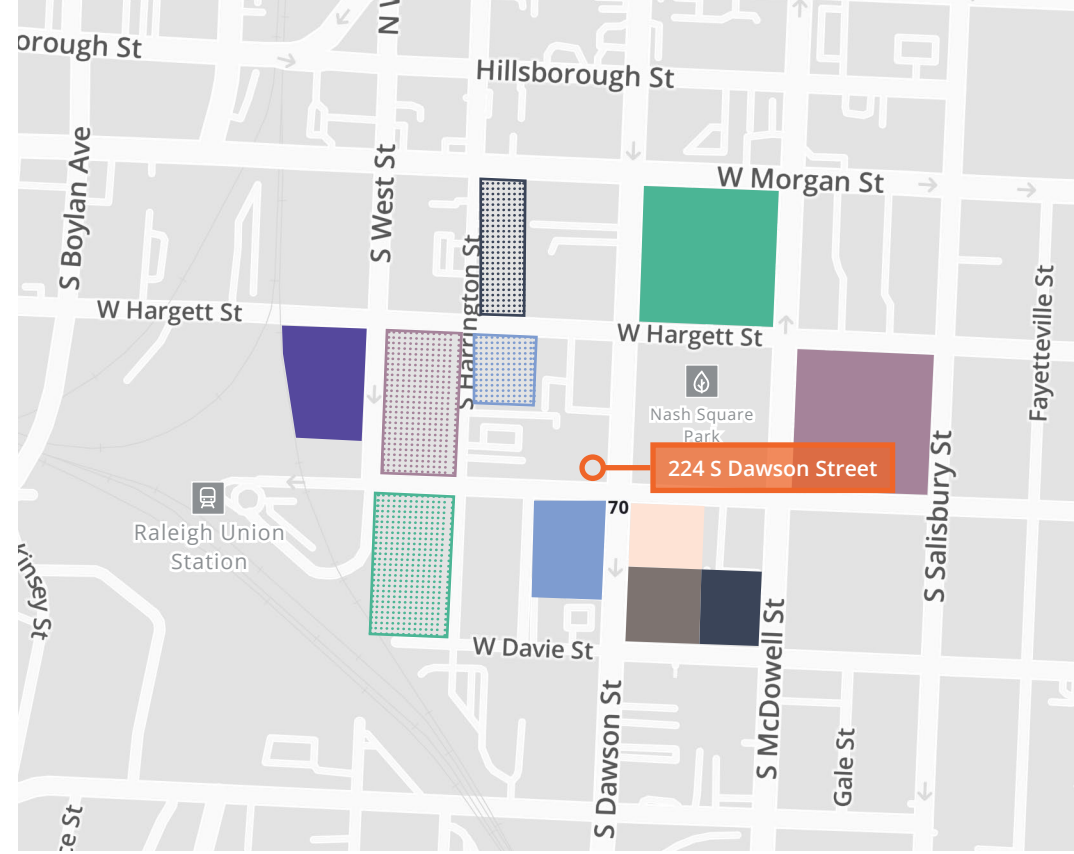 orough St
N
Hillsborough St
W Morgan St
S Boylan Ave
S West St
S Harrington St
W Hargett St
W Hargett St
Fayetteville St
Nash Square
Park
224 S Dawson Street
S Salisbury St
70
Raleigh Union
Station
Kinsey St
W Davie St
S McDowell St
S Dawson St
Gale St
ce St